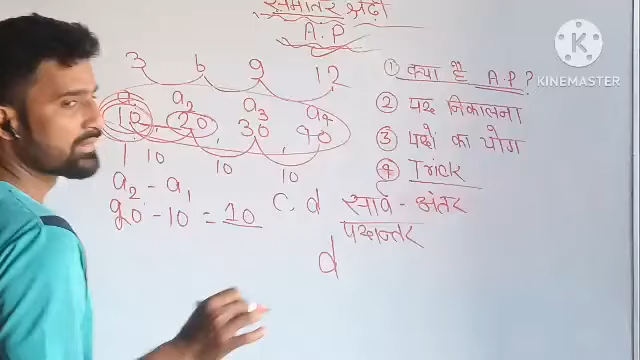 समांतर श्रेढ़ी
A.P
3 6 9 12
① क्या है A.P?
KINEMASTER
a a₂ a₃ a₄
② पद निकालना
10, 20, 30, 40
③ पदों का योग
10 10 10
④ Trick
a₂ - a₁
C.d सार्व - अंतर
20 - 10 = 10
पदान्तर
d